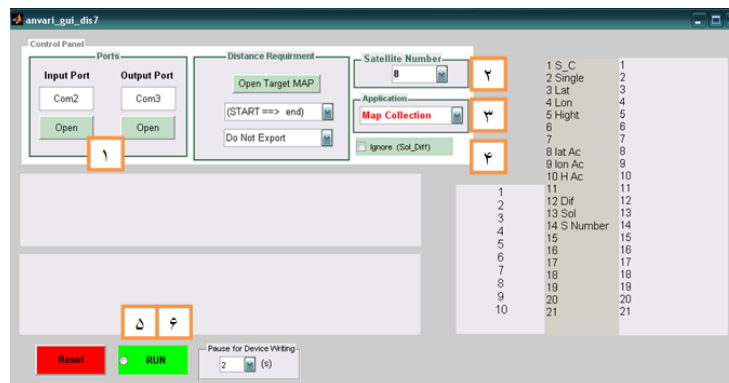 anvari_gui_dis7
Control Panel
Ports
Input Port Output Port
Com2 Com3
Open Open
۱
Distance Requirment
Open Target MAP
(START ==> end)
Do Not Export
Satellite Number
8
۲
Application
Map Collection
۳
Ignore (Sol_Diff)
۴
1
2
3
4
5
6
7
8
9
10
1 S_C
2 Single
3 Lat
4 Lon
5 Hight
6
7
8 lat Ac
9 lon Ac
10 H Ac
11
12 Dif
13 Sol
14 S Number
15
16
17
18
19
20
21
1
2
3
4
5
6
7
8
9
10
11
12
13
14
15
16
17
18
19
20
21
۵ ۶
Reset
RUN
Pause for Device Writing
2 (s)